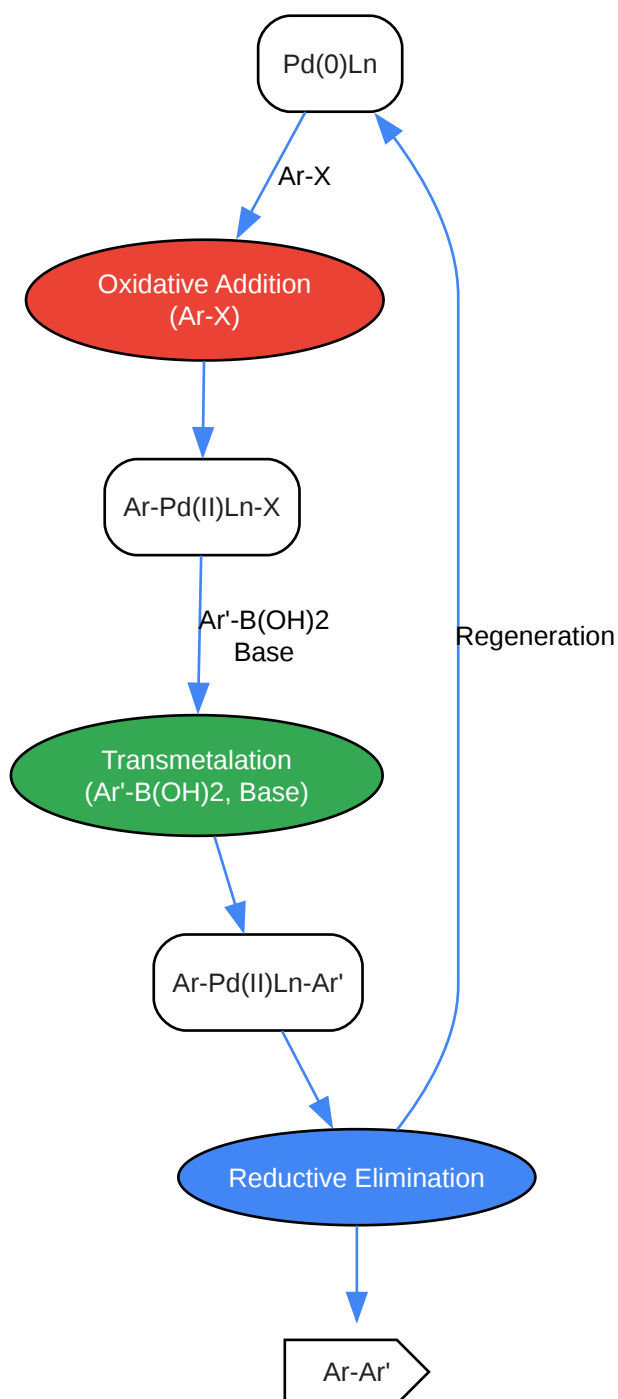 Pd(0)Ln
Ar-X
Oxidative Addition
(Ar-X)
Ar-Pd(II)Ln-X
Ar'-B(OH)2
Base
Regeneration
Transmetalation
(Ar'-B(OH)2, Base)
Ar-Pd(II)Ln-Ar'
Reductive Elimination
Ar-Ar'